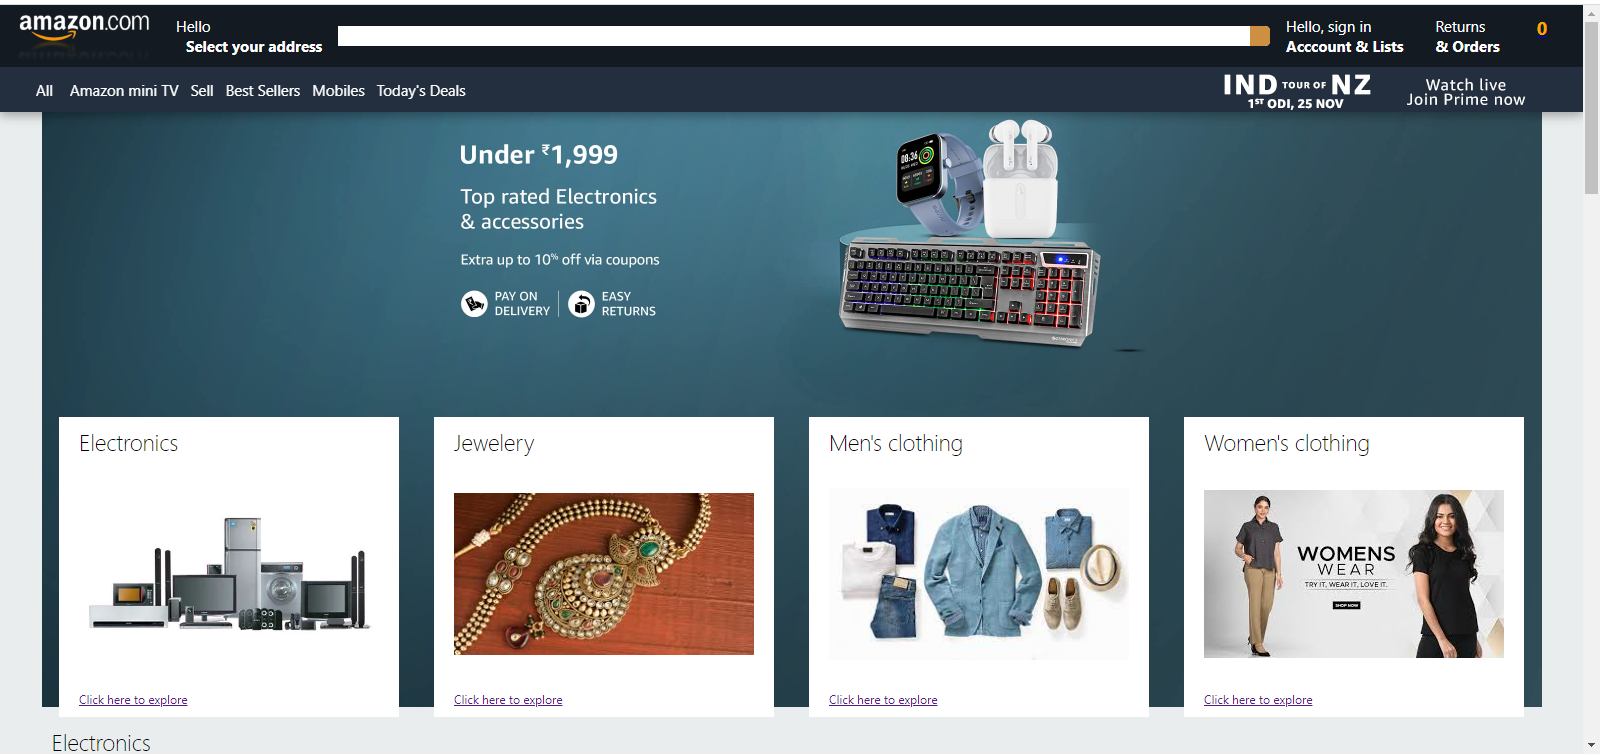 amazon.com
Hello
Select your address
Hello, sign in
Acccount & Lists
Returns
& Orders
0
All Amazon mini TV Sell Best Sellers Mobiles Today's Deals
IND TOUR OF NZ
1ST ODI, 25 NOV
Watch live
Join Prime now
Under ₹1,999
Top rated Electronics
& accessories
Extra up to 10% off via coupons
PAY ON
DELIVERY
EASY
RETURNS
08:36
Electronics
Click here to explore
Jewelery
Click here to explore
Men's clothing
Click here to explore
Women's clothing
WOMENS
WEAR
TRY IT, WEAR IT, LOVE IT.
SHOP NOW
Click here to explore
Electronics